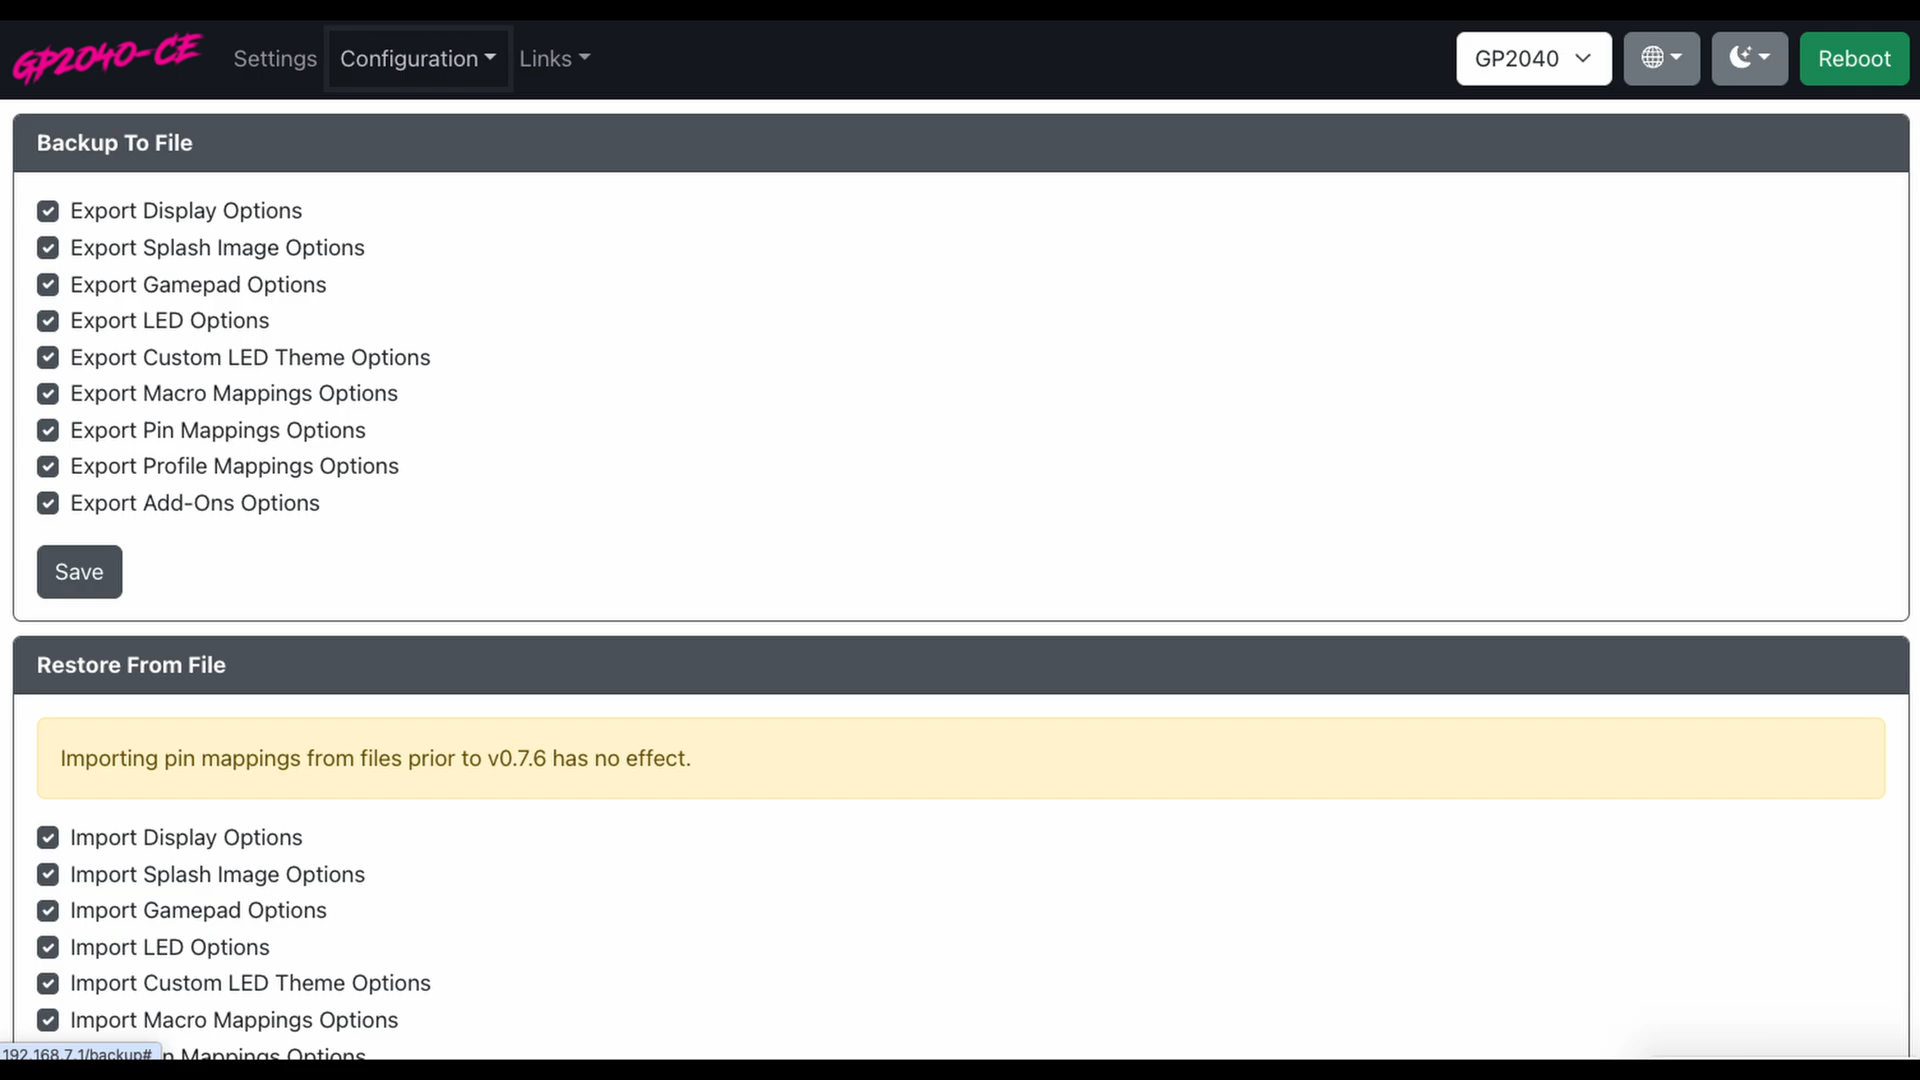 GP2040-CE
Settings
Configuration
Links
GP2040
Reboot
Backup To File
Export Display Options
Export Splash Image Options
Export Gamepad Options
Export LED Options
Export Custom LED Theme Options
Export Macro Mappings Options
Export Pin Mappings Options
Export Profile Mappings Options
Export Add-Ons Options
Save
Restore From File
Importing pin mappings from files prior to v0.7.6 has no effect.
Import Display Options
Import Splash Image Options
Import Gamepad Options
Import LED Options
Import Custom LED Theme Options
Import Macro Mappings Options
192.168.7.1/backup#
n Mappings Options